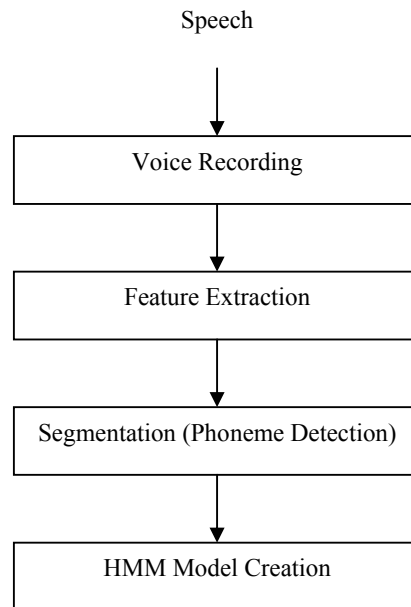 Speech
Voice Recording
Feature Extraction
Segmentation (Phoneme Detection)
HMM Model Creation